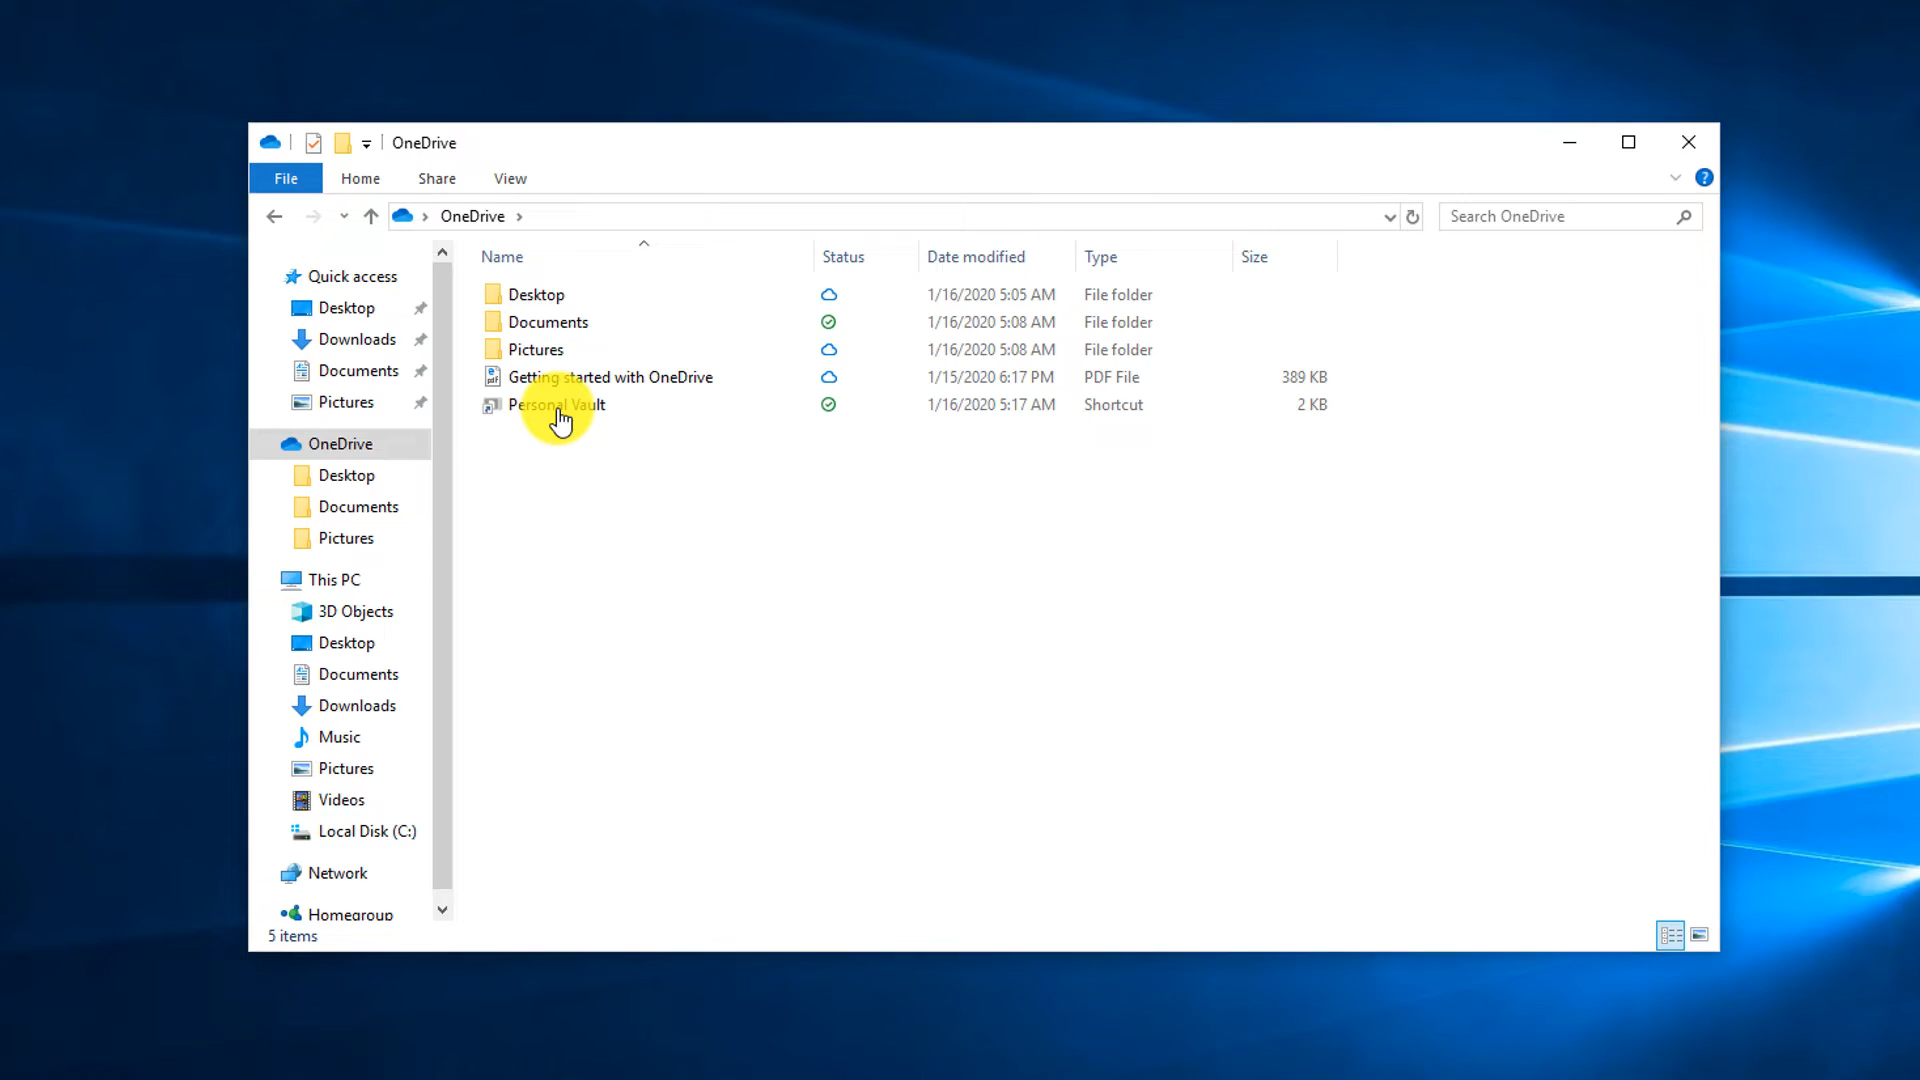 OneDrive
File Home Share View ?
OneDrive
Search OneDrive
Name Status Date modified Type Size
Quick access
Desktop
Downloads
Documents
Pictures
OneDrive
Desktop
Documents
Pictures
This PC
3D Objects
Desktop
Documents
Downloads
Music
Pictures
Videos
Local Disk (C:)
Network
Homegroup
Desktop 1/16/2020 5:05 AM File folder
Documents 1/16/2020 5:08 AM File folder
Pictures 1/16/2020 5:08 AM File folder
Getting started with OneDrive 1/15/2020 6:17 PM PDF File 389 KB
Personal Vault 1/16/2020 5:17 AM Shortcut 2 KB
5 items